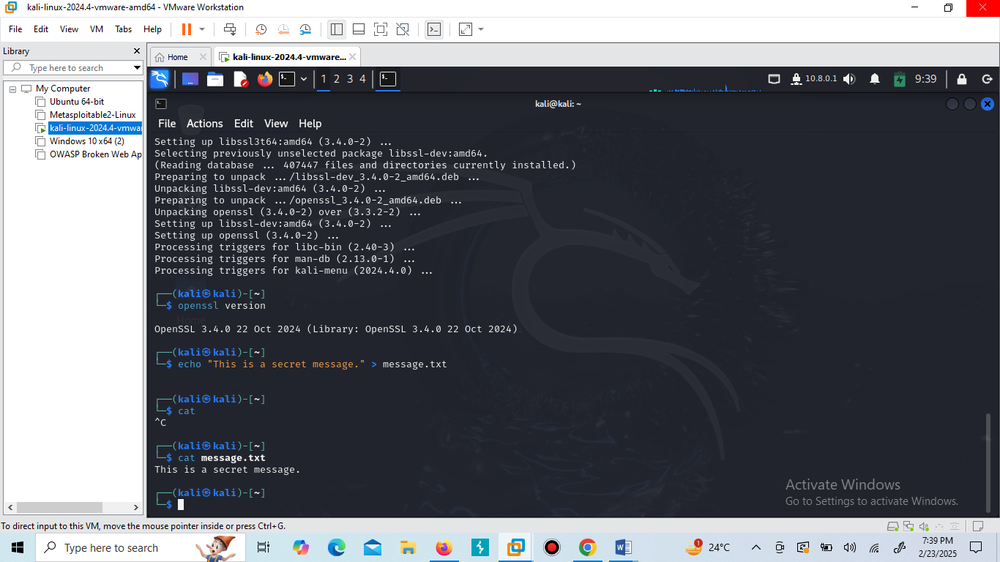 kali-linux-2024.4-vmware-amd64 - VMware Workstation
File Edit View VM Tabs Help
Library
Type here to search
My Computer
Ubuntu 64-bit
Metasploitable2-Linux
kali-linux-2024.4-vmwar
Windows 10 x64 (2)
OWASP Broken Web Ap
Home
kali-linux-2024.4-vmware...
1 2 3 4
10.8.0.1
9:39
kali@kali: ~
File Actions Edit View Help
Setting up libssl3t64:amd64 (3.4.0-2) ...
Selecting previously unselected package libssl-dev:amd64.
(Reading database ... 407447 files and directories currently installed.)
Preparing to unpack .../libssl-dev_3.4.0-2_amd64.deb ...
Unpacking libssl-dev:amd64 (3.4.0-2) ...
Preparing to unpack .../openssl_3.4.0-2_amd64.deb ...
Unpacking openssl (3.4.0-2) over (3.3.2-2) ...
Setting up libssl-dev:amd64 (3.4.0-2) ...
Setting up openssl (3.4.0-2) ...
Processing triggers for libc-bin (2.40-3) ...
Processing triggers for man-db (2.13.0-1) ...
Processing triggers for kali-menu (2024.4.0) ...
┌──(kali㉿kali)-[~]
└─$ openssl version
Home
OpenSSL 3.4.0 22 Oct 2024 (Library: OpenSSL 3.4.0 22 Oct 2024)
┌──(kali㉿kali)-[~]
└─$ echo "This is a secret message." > message.txt
┌──(kali㉿kali)-[~]
└─$ cat
^C
┌──(kali㉿kali)-[~]
└─$ cat message.txt
This is a secret message.
┌──(kali㉿kali)-[~]
└─$
Activate Windows
Go to Settings to activate Windows.
To direct input to this VM, move the mouse pointer inside or press Ctrl+G.
Type here to search
1
24°C
7:39 PM
2/23/2025